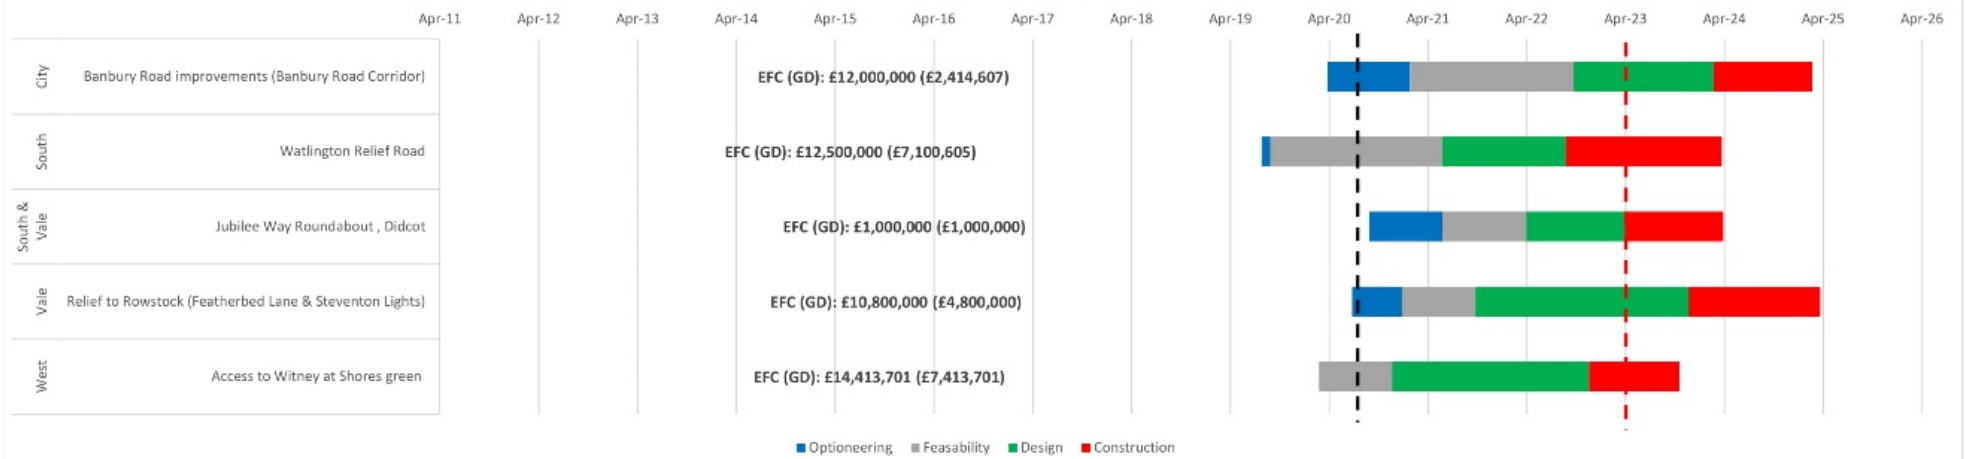 Apr-11 Apr-12 Apr-13 Apr-14 Apr-15 Apr-16 Apr-17 Apr-18 Apr-19 Apr-20 Apr-21 Apr-22 Apr-23 Apr-24 Apr-25 Apr-26
City Banbury Road improvements (Banbury Road Corridor) EFC (GD): £12,000,000 (£2,414,607)
South Watlington Relief Road EFC (GD): £12,500,000 (£7,100,605)
South & Vale Jubilee Way Roundabout , Didcot EFC (GD): £1,000,000 (£1,000,000)
Vale Relief to Rowstock (Featherbed Lane & Steventon Lights) EFC (GD): £10,800,000 (£4,800,000)
West Access to Witney at Shores green EFC (GD): £14,413,701 (£7,413,701)
Optioneering Feasability Design Construction